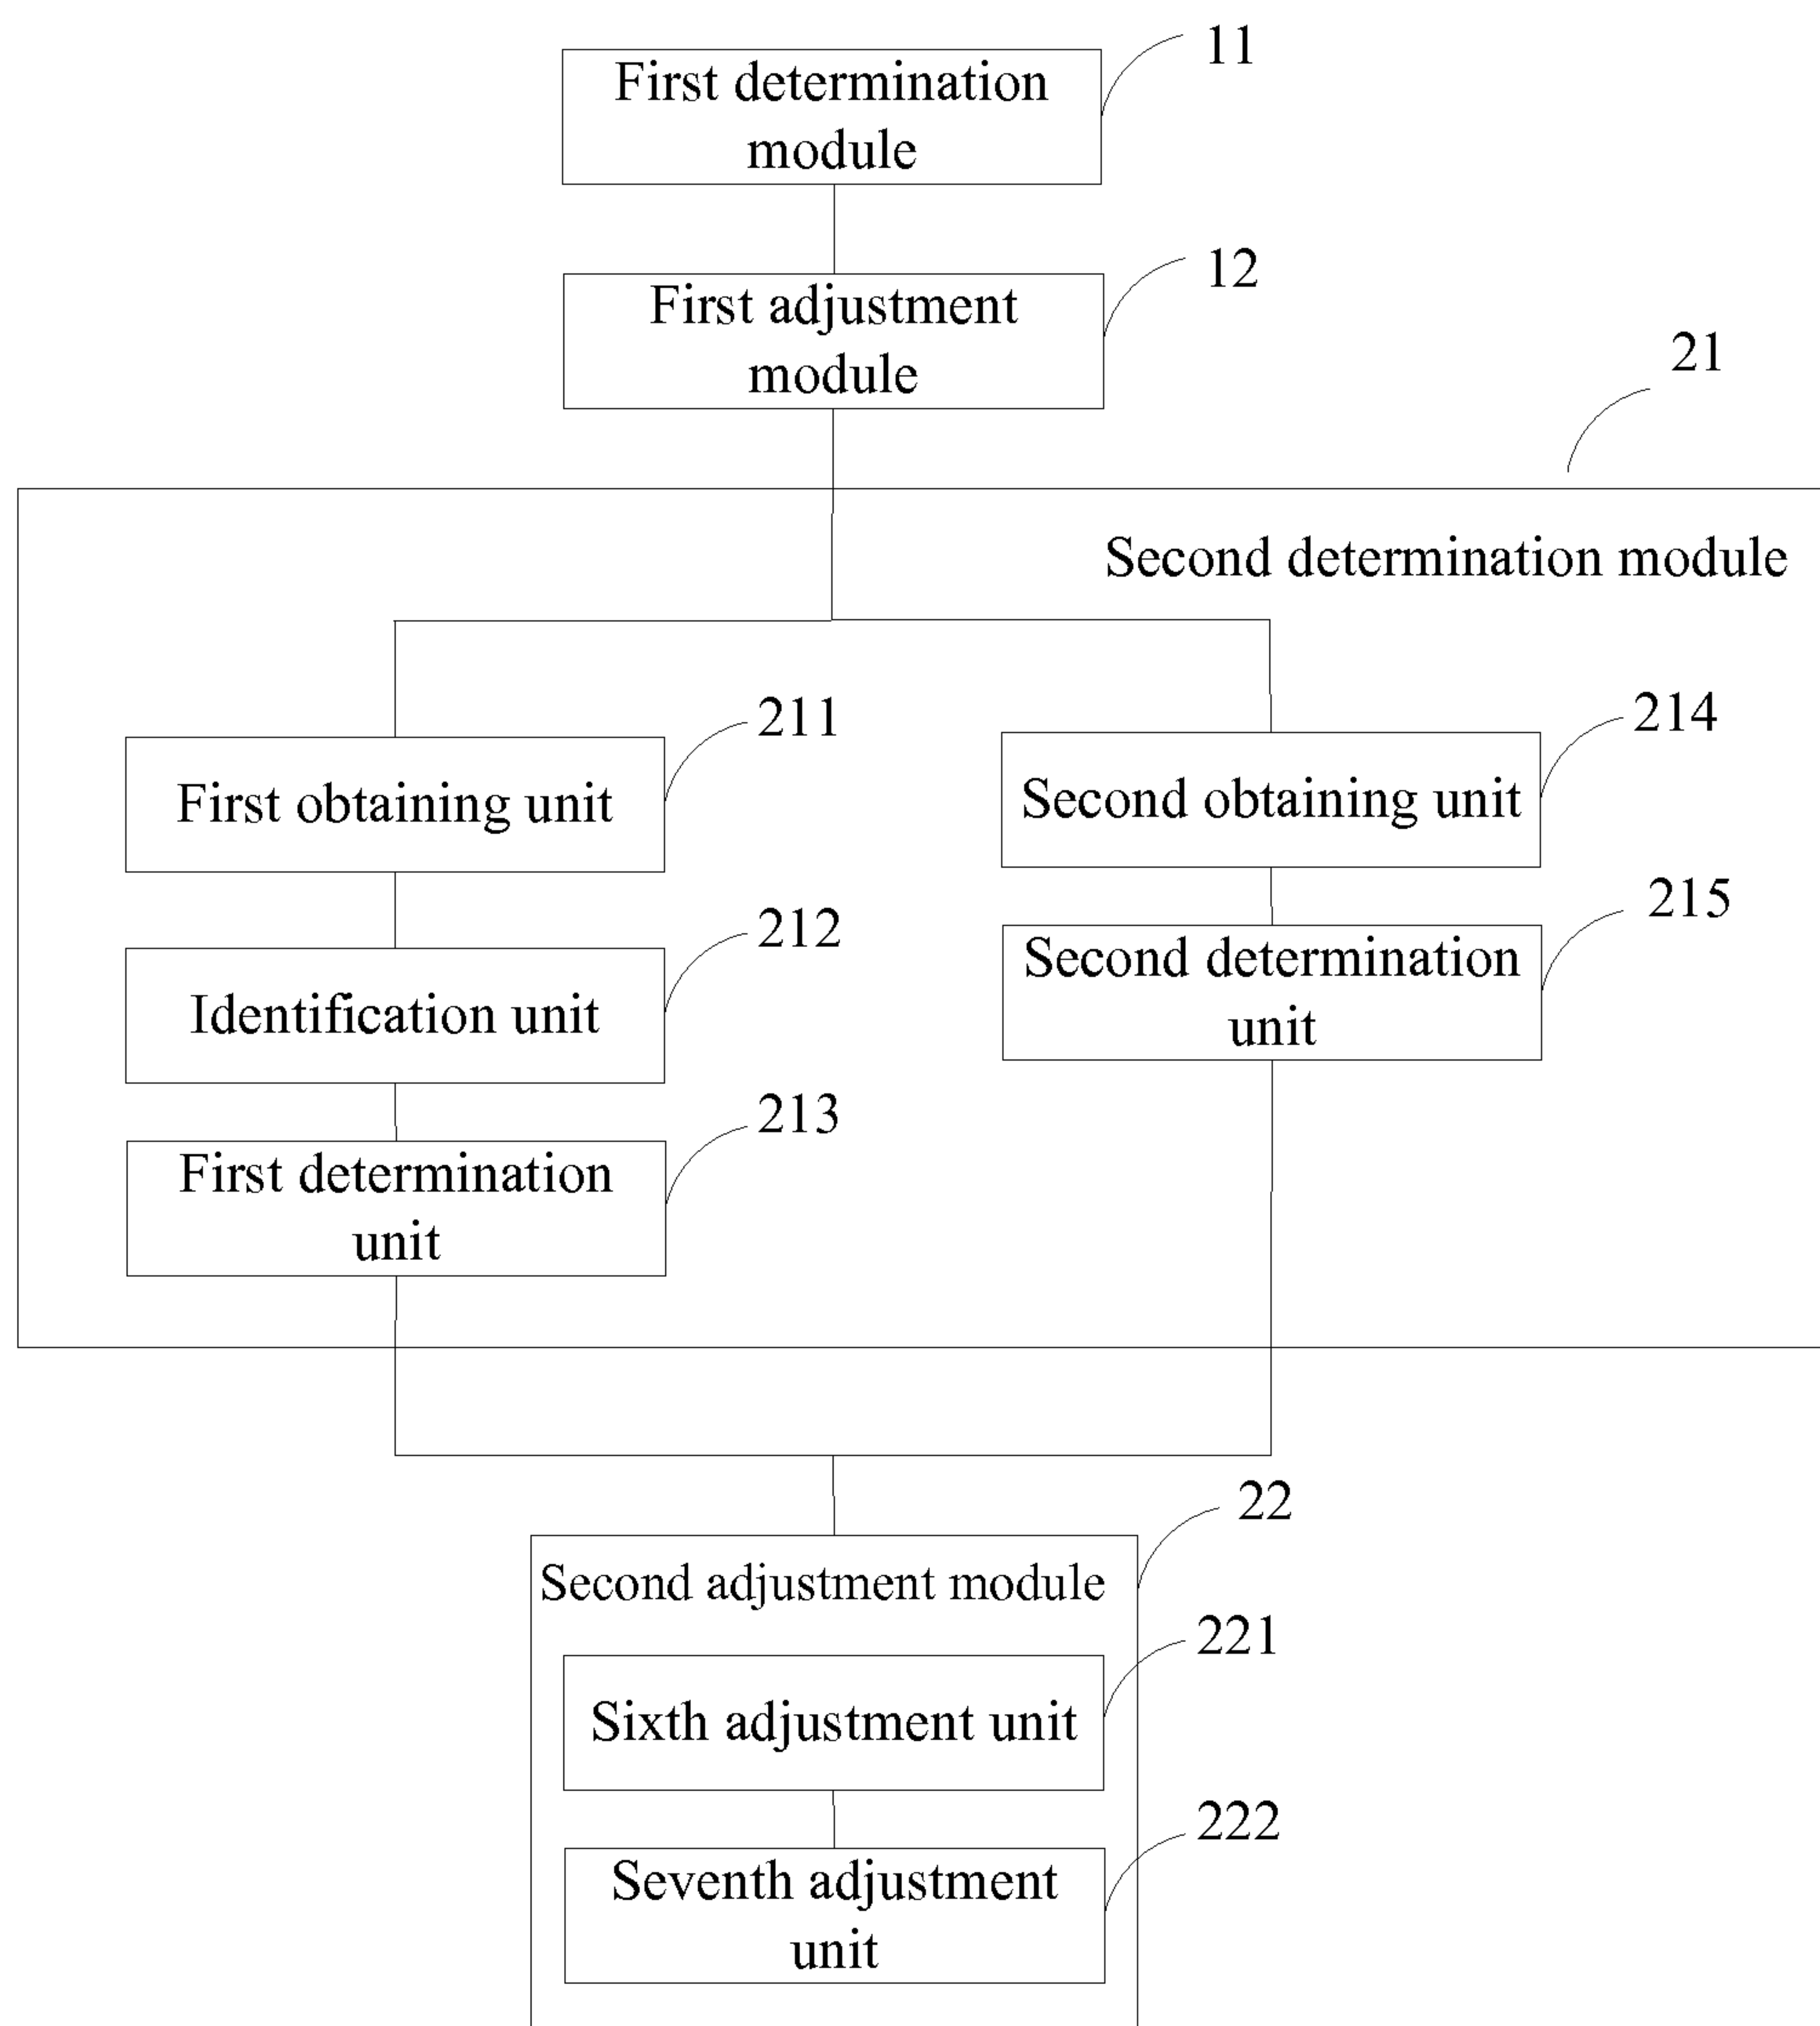 11
First determination
module
12
First adjustment
module
21
Second determination module
211
First obtaining unit
214
Second obtaining unit
212
Identification unit
215
Second determination
unit
213
First determination
unit
22
Second adjustment module
221
Sixth adjustment unit
222
Seventh adjustment
unit